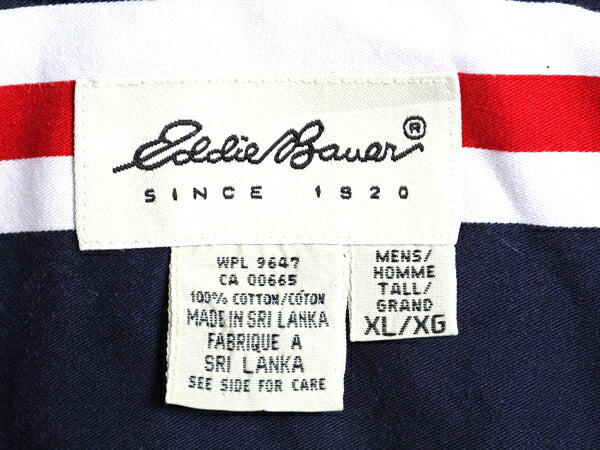 Eddie Bauer®
SINCE 1920
WPL 9647
CA 00665
100% COTTON/COTON
MADE IN SRI LANKA
FABRIQUE A
SRI LANKA
SEE SIDE FOR CARE
MENS/
HOMME
TALL/
GRAND
XL/XG